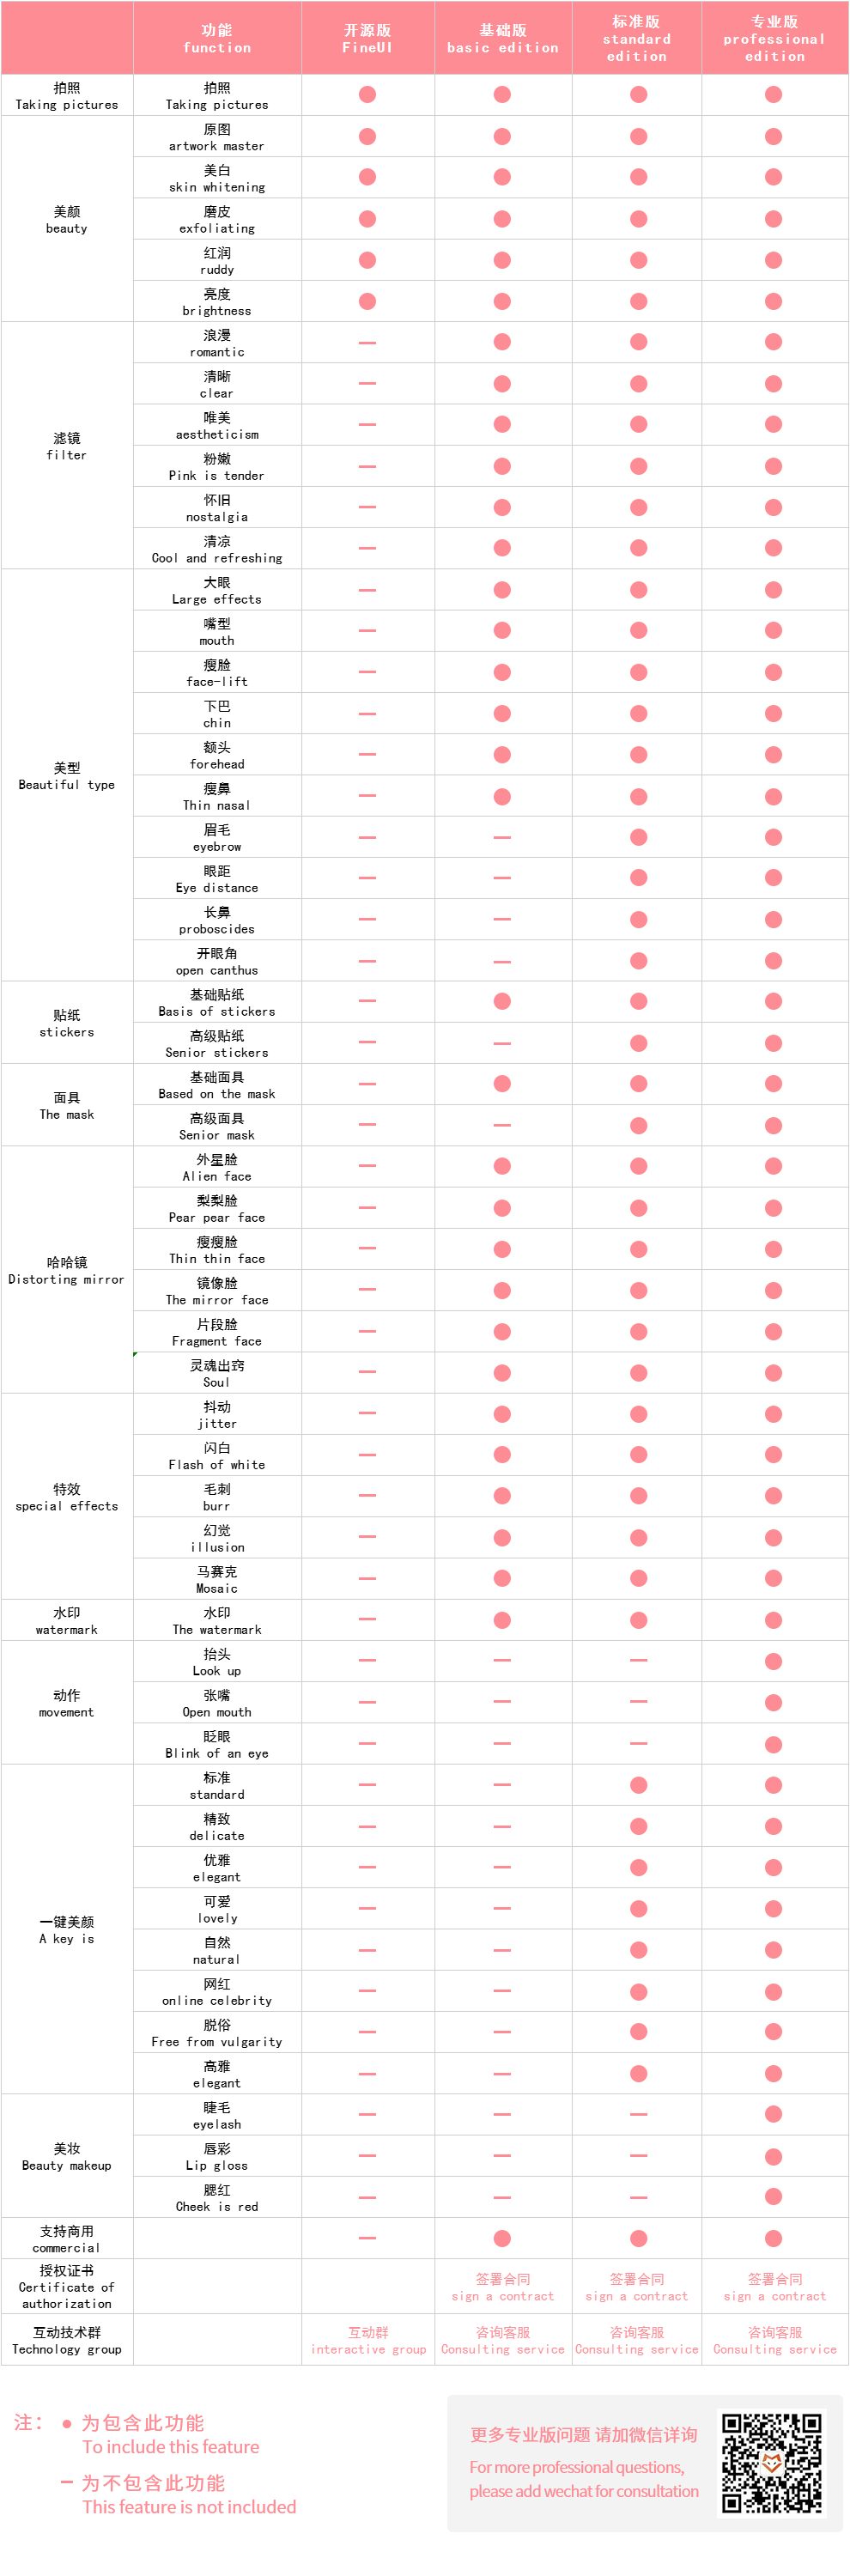 功能
function
开源版
FineUI
基础版
basic edition
标准版
standard
edition
专业版
professional
edition
拍照
Taking pictures
拍照
Taking pictures
美颜
beauty
原图
artwork master
美白
skin whitening
磨皮
exfoliating
红润
ruddy
亮度
brightness
滤镜
filter
浪漫
romantic
清晰
clear
唯美
aestheticism
粉嫩
Pink is tender
怀旧
nostalgia
清凉
Cool and refreshing
美型
Beautiful type
大眼
Large effects
嘴型
mouth
瘦脸
face-lift
下巴
chin
额头
forehead
瘦鼻
Thin nasal
眉毛
eyebrow
眼距
Eye distance
长鼻
proboscides
开眼角
open canthus
贴纸
stickers
基础贴纸
Basis of stickers
高级贴纸
Senior stickers
面具
The mask
基础面具
Based on the mask
高级面具
Senior mask
哈哈镜
Distorting mirror
外星脸
Alien face
梨梨脸
Pear pear face
瘦瘦脸
Thin thin face
镜像脸
The mirror face
片段脸
Fragment face
灵魂出窍
Soul
特效
special effects
抖动
jitter
闪白
Flash of white
毛刺
burr
幻觉
illusion
马赛克
Mosaic
水印
watermark
水印
The watermark
动作
movement
抬头
Look up
张嘴
Open mouth
眨眼
Blink of an eye
一键美颜
A key is
标准
standard
精致
delicate
优雅
elegant
可爱
lovely
自然
natural
网红
online celebrity
脱俗
Free from vulgarity
高雅
elegant
美妆
Beauty makeup
睫毛
eyelash
唇彩
Lip gloss
腮红
Cheek is red
支持商用
commercial
授权证书
Certificate of
authorization
签署合同
sign a contract
签署合同
sign a contract
签署合同
sign a contract
互动技术群
Technology group
互动群
interactive group
咨询客服
Consulting service
咨询客服
Consulting service
咨询客服
Consulting service
注： ● 为包含此功能
To include this feature
— 为不包含此功能
This feature is not included
更多专业版问题 请加微信详询
For more professional questions,
please add wechat for consultation